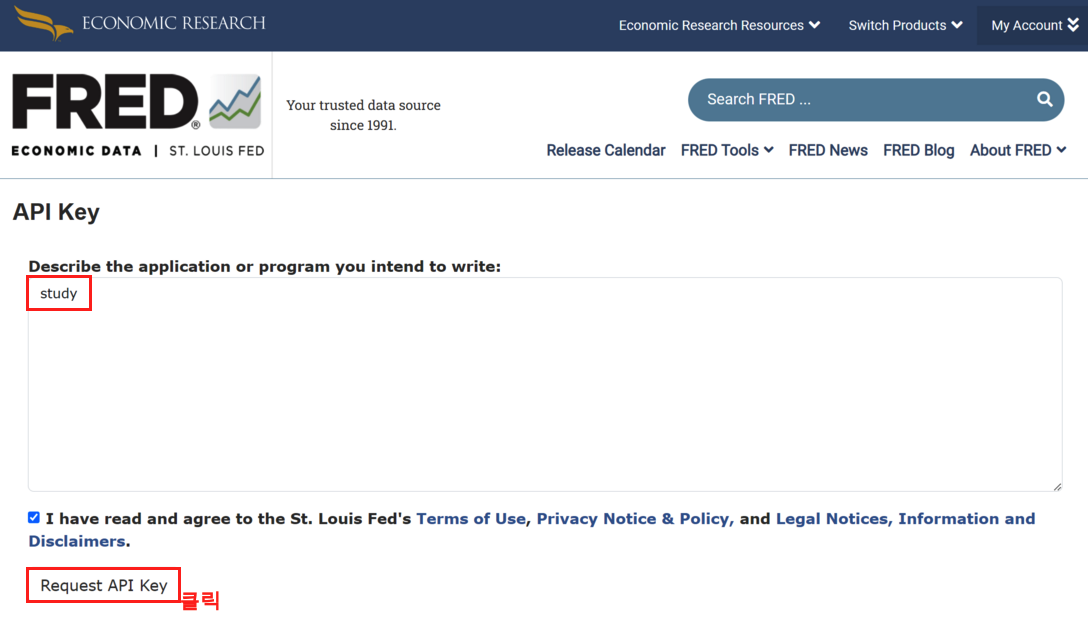 ECONOMIC RESEARCH
Economic Research Resources
Switch Products
My Account
FRED®
ECONOMIC DATA | ST. LOUIS FED
Your trusted data source
since 1991.
Search FRED ...
Release Calendar
FRED Tools
FRED News
FRED Blog
About FRED
API Key
Describe the application or program you intend to write:
study
I have read and agree to the St. Louis Fed's Terms of Use, Privacy Notice & Policy, and Legal Notices, Information and
Disclaimers.
Request API Key
클릭